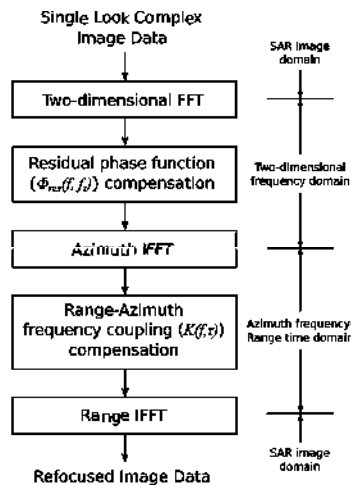 Single Look Complex
Image Data
SAR Image
domain
Two-dimensional FFT
Residual phase function
(Φres(f, fτ)) compensation
Two-dimensional
frequency domain
Azimuth IFFT
Range-Azimuth
frequency coupling (K(f,τ))
compensation
Azimuth frequency-
Range time domain
Range IFFT
SAR image
domain
Refocused Image Data